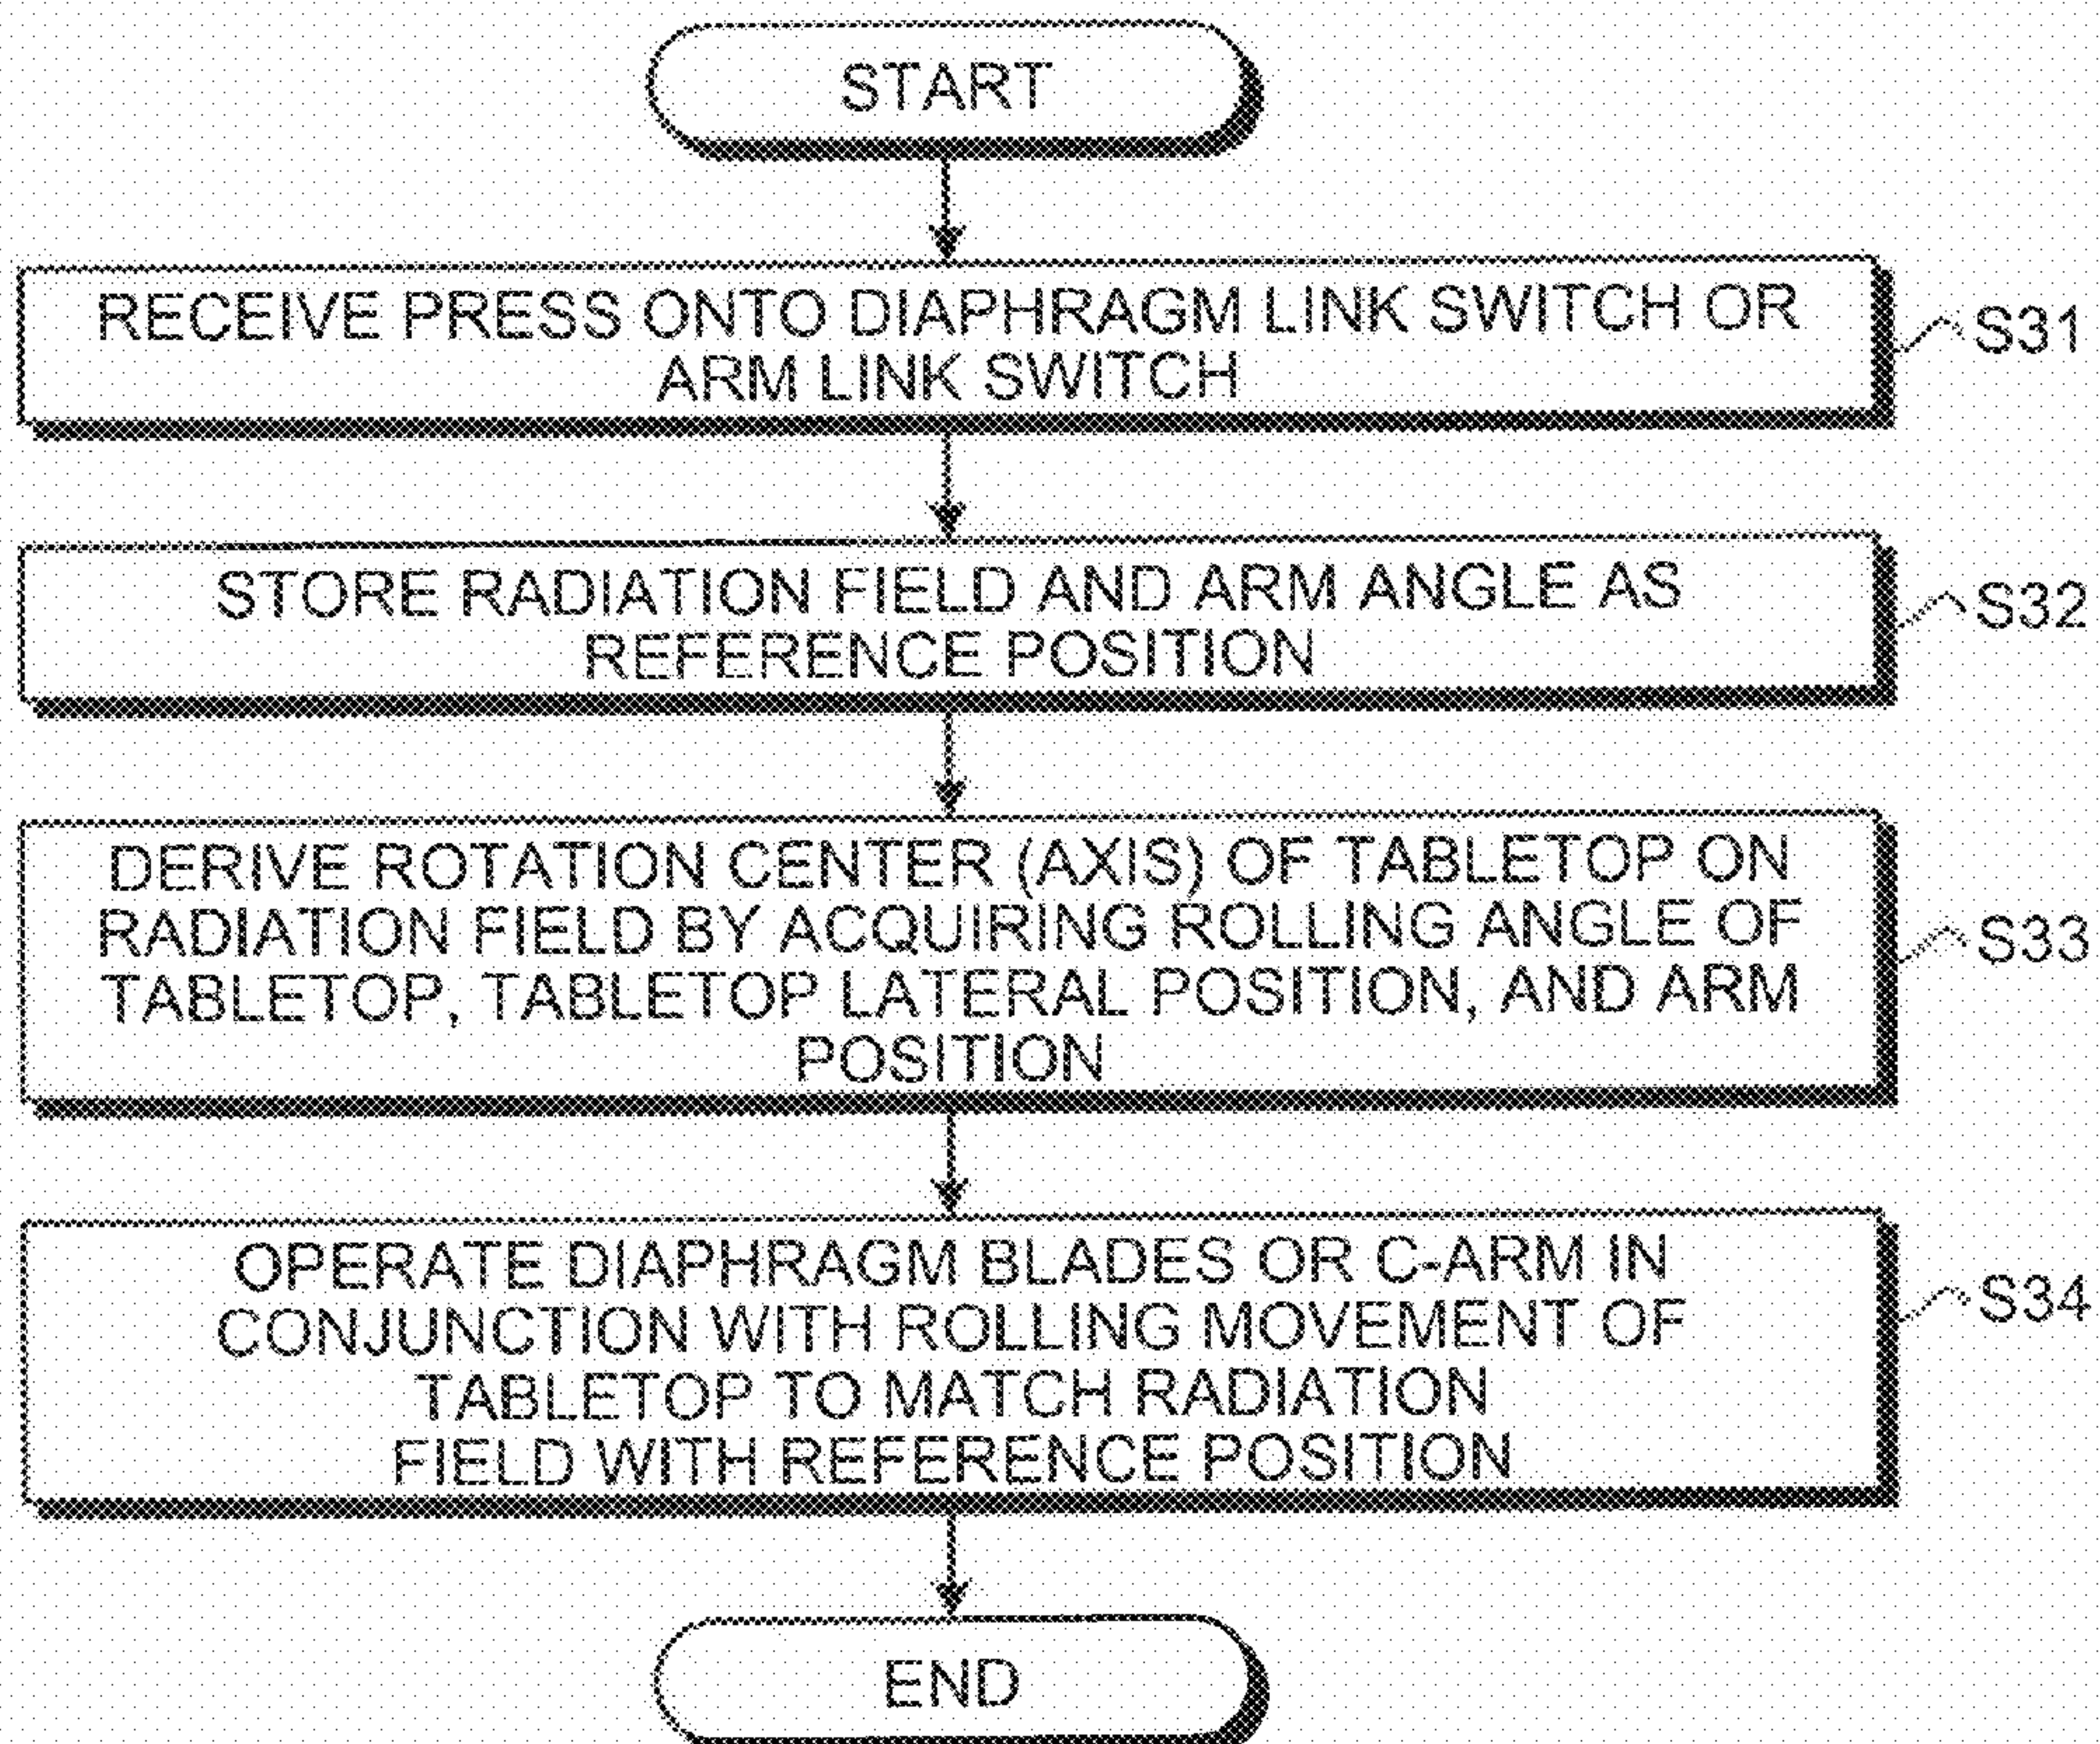 START
RECEIVE PRESS ONTO DIAPHRAGM LINK SWITCH OR
ARM LINK SWITCH
S31
STORE RADIATION FIELD AND ARM ANGLE AS
REFERENCE POSITION
S32
DERIVE ROTATION CENTER (AXIS) OF TABLETOP ON
RADIATION FIELD BY ACQUIRING ROLLING ANGLE OF
TABLETOP, TABLETOP LATERAL POSITION, AND ARM
POSITION
S33
OPERATE DIAPHRAGM BLADES OR C-ARM IN
CONJUNCTION WITH ROLLING MOVEMENT OF
TABLETOP TO MATCH RADIATION
FIELD WITH REFERENCE POSITION
S34
END